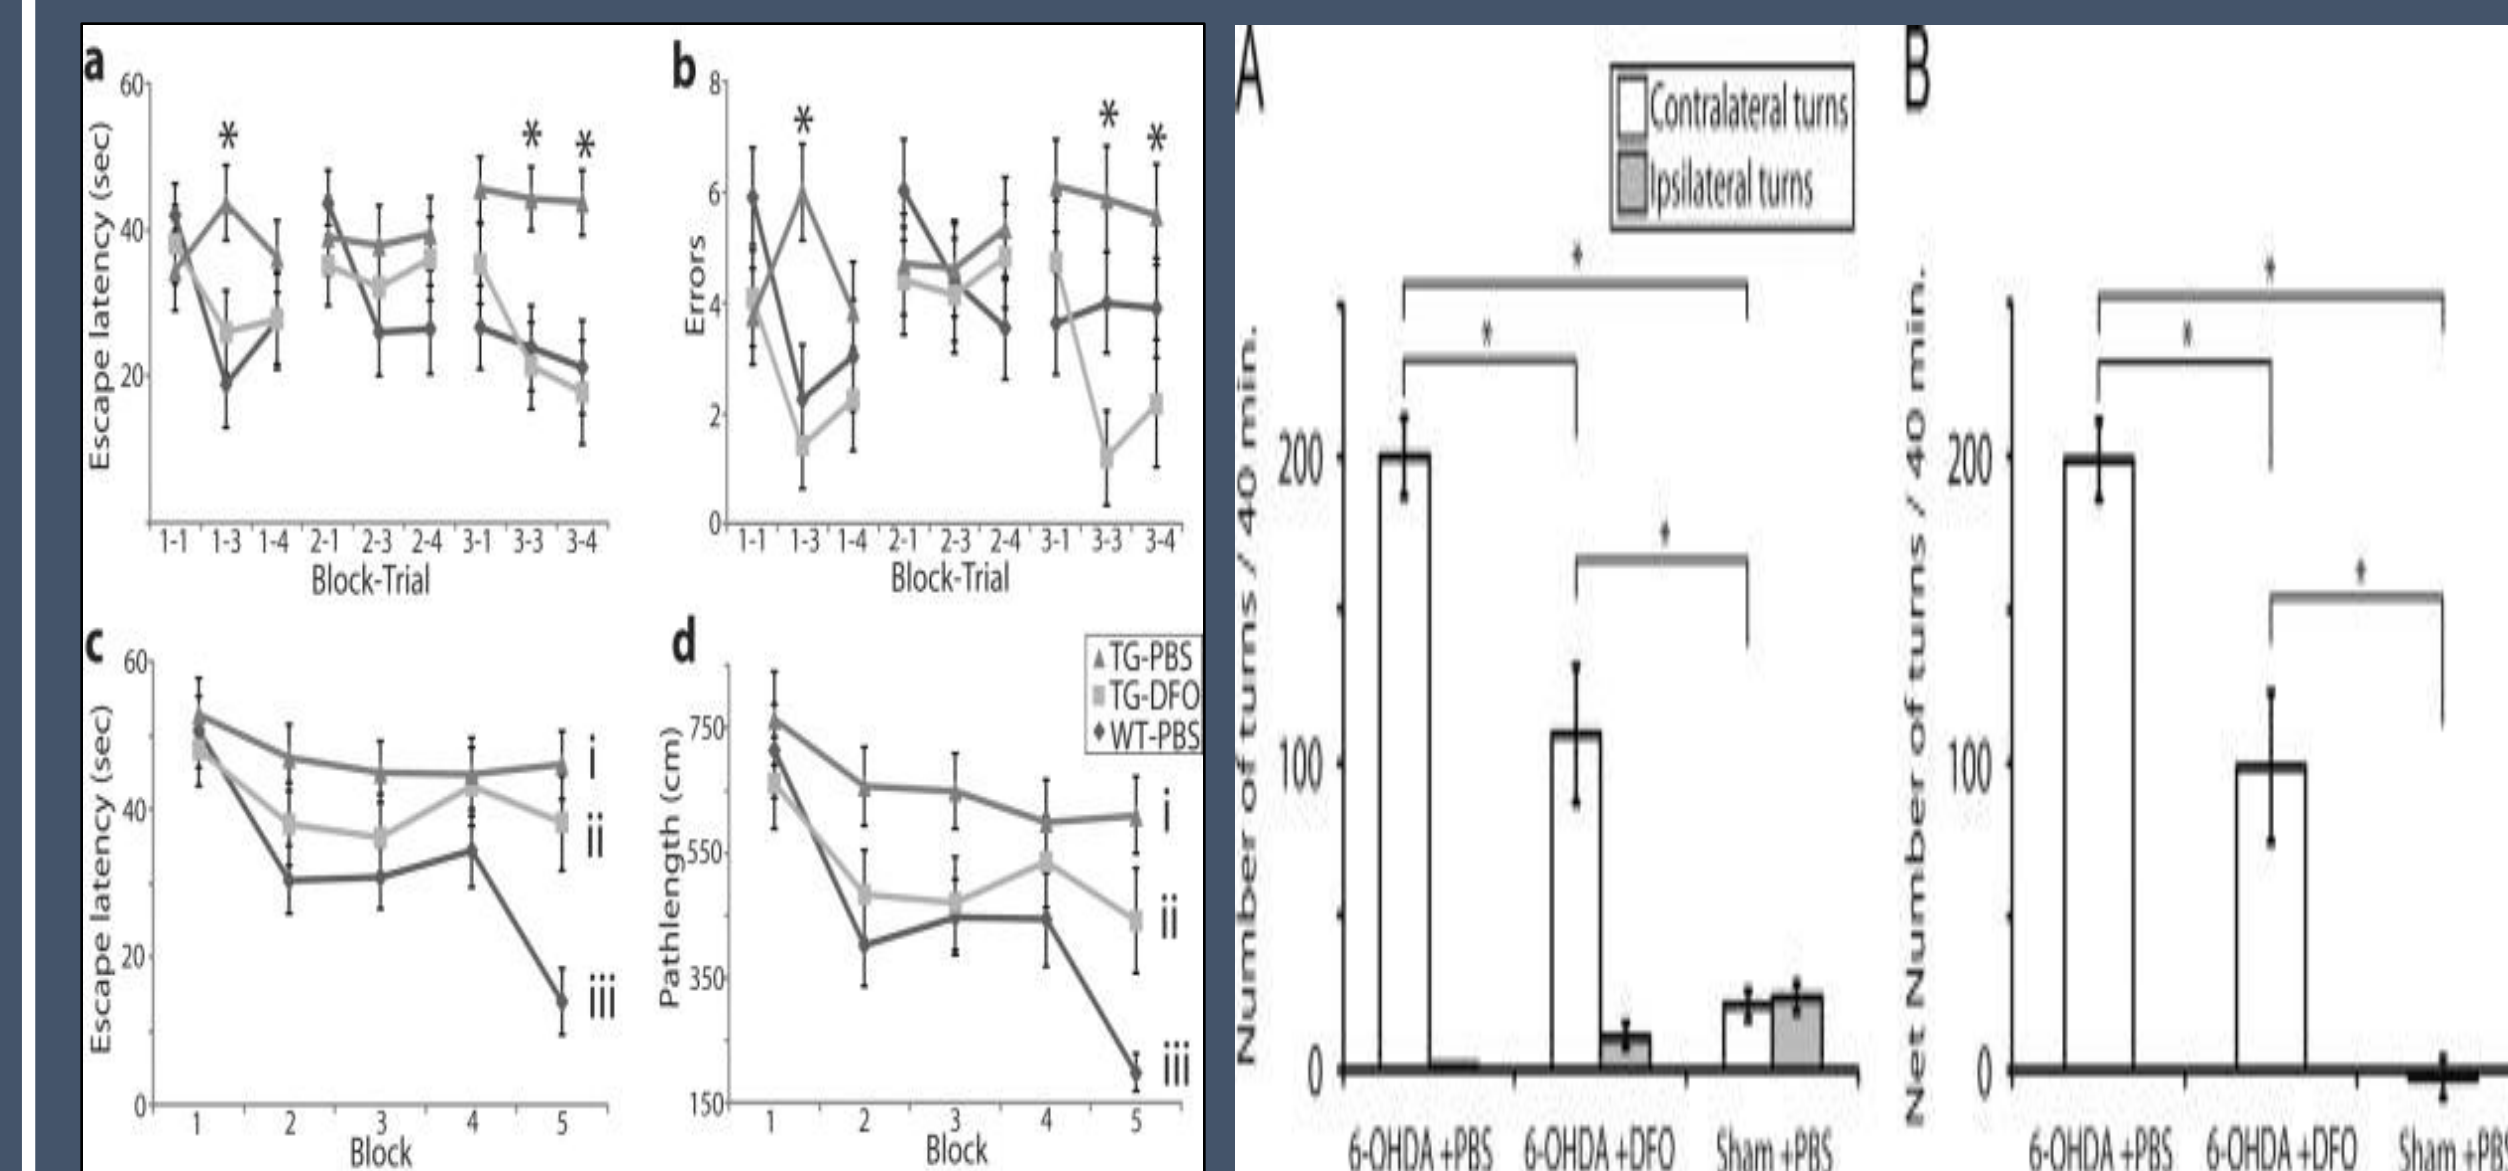 a
60
40
20
Escape latency (sec)
*
*
*
1-1 1-3 1-4 2-1 2-3 2-4 3-1 3-3 3-4
Block-Trial
b
8
6
4
2
0
Errors
*
*
*
1-1 1-3 1-4 2-1 2-3 2-4 3-1 3-3 3-4
Block-Trial
c
60
40
20
0
Escape latency (sec)
i
ii
iii
1 2 3 4 5
Block
d
TG-PBS
TG-DFO
WT-PBS
750
550
350
150
Pathlength (cm)
i
ii
iii
1 2 3 4 5
Block
A
Contralateral turns
Ipsilateral turns
*
*
*
200
100
0
Number of turns / 40 min.
6-OHDA +PBS 6-OHDA +DFO Sham +PBS
B
*
*
*
200
100
0
Net Number of turns / 40 min.
6-OHDA +PBS 6-OHDA +DFO Sham +PBS